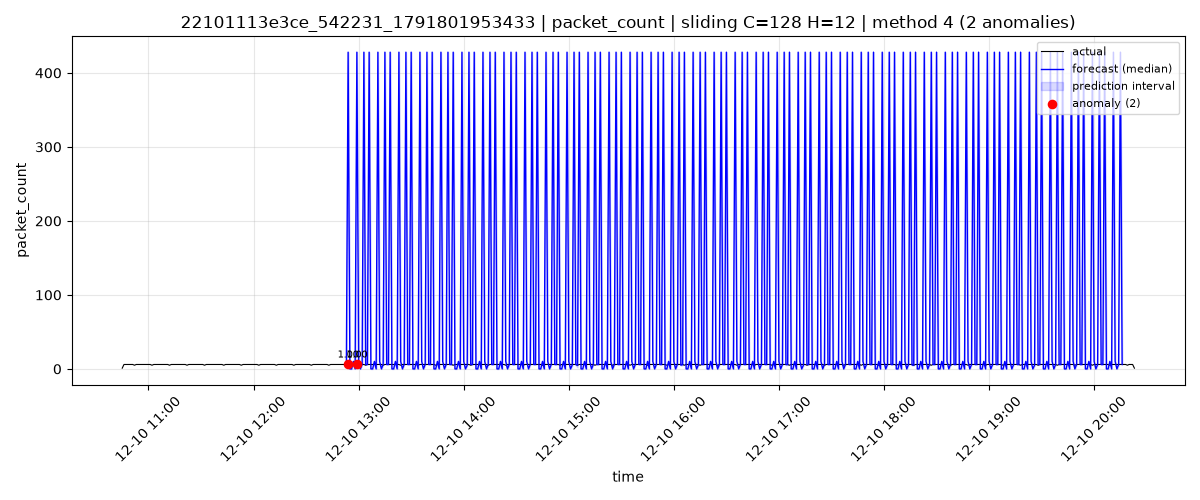 22101113e3ce_542231_1791801953433 | packet_count | sliding C=128 H=12 | method 4 (2 anomalies)
actual
forecast (median)
prediction interval
anomaly (2)
packet_count
400
300
200
100
0
12-10 11:00
12-10 12:00
12-10 13:00
12-10 14:00
12-10 15:00
12-10 16:00
12-10 17:00
12-10 18:00
12-10 19:00
12-10 20:00
time